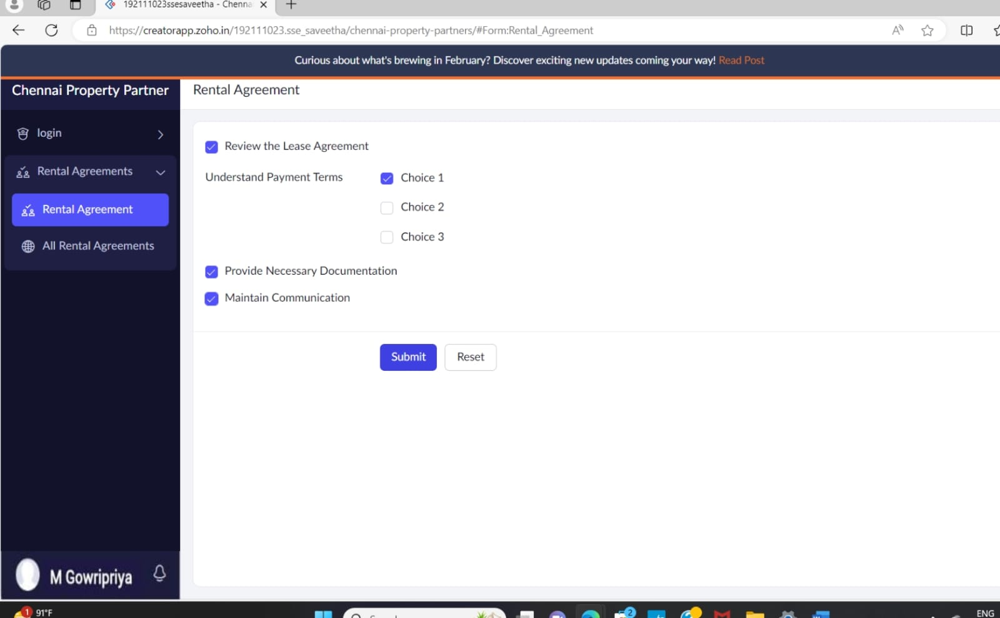 192111023ssesaveetha - Chenna
https://creatorapp.zoho.in/192111023.sse_saveetha/chennai-property-partners/#Form:Rental_Agreement
Curious about what's brewing in February? Discover exciting new updates coming your way! Read Post
Chennai Property Partner
Rental Agreement
login
Rental Agreements
Rental Agreement
All Rental Agreements
Review the Lease Agreement
Understand Payment Terms
Choice 1
Choice 2
Choice 3
Provide Necessary Documentation
Maintain Communication
Submit
Reset
M Gowripriya
1
91°F
2
ENG